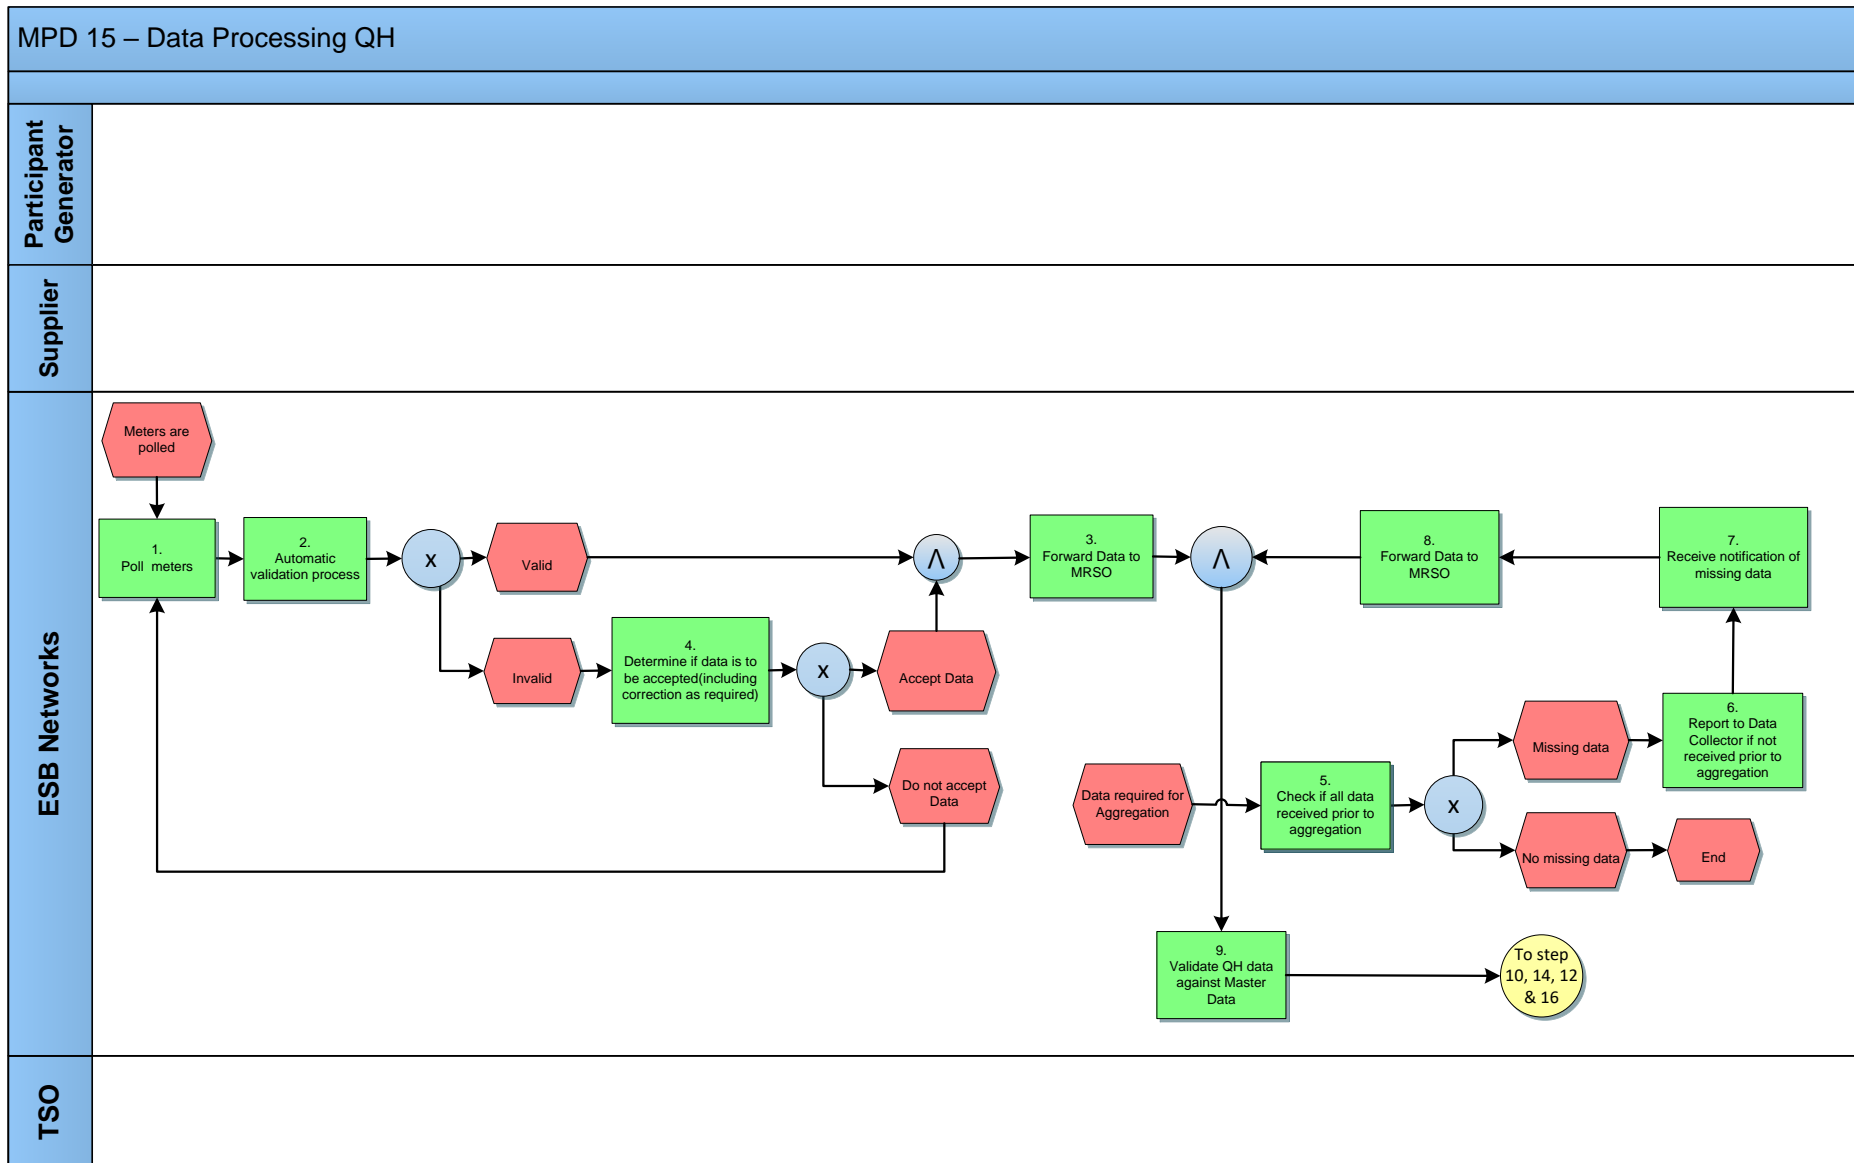 MPD 15 – Data Processing QH
Participant
Generator
Supplier
ESB Networks
TSO
Meters are
polled
1.
Poll meters
2.
Automatic
validation process
x
Valid
Invalid
4.
Determine if data is to
be accepted(including
correction as required)
x
Accept Data
Do not accept
Data
Λ
3.
Forward Data to
MRSO
Λ
8.
Forward Data to
MRSO
7.
Receive notification of
missing data
Data required for
Aggregation
5.
Check if all data
received prior to
aggregation
x
Missing data
No missing data
6.
Report to Data
Collector if not
received prior to
aggregation
End
9.
Validate QH data
against Master
Data
To step
10, 14, 12
& 16